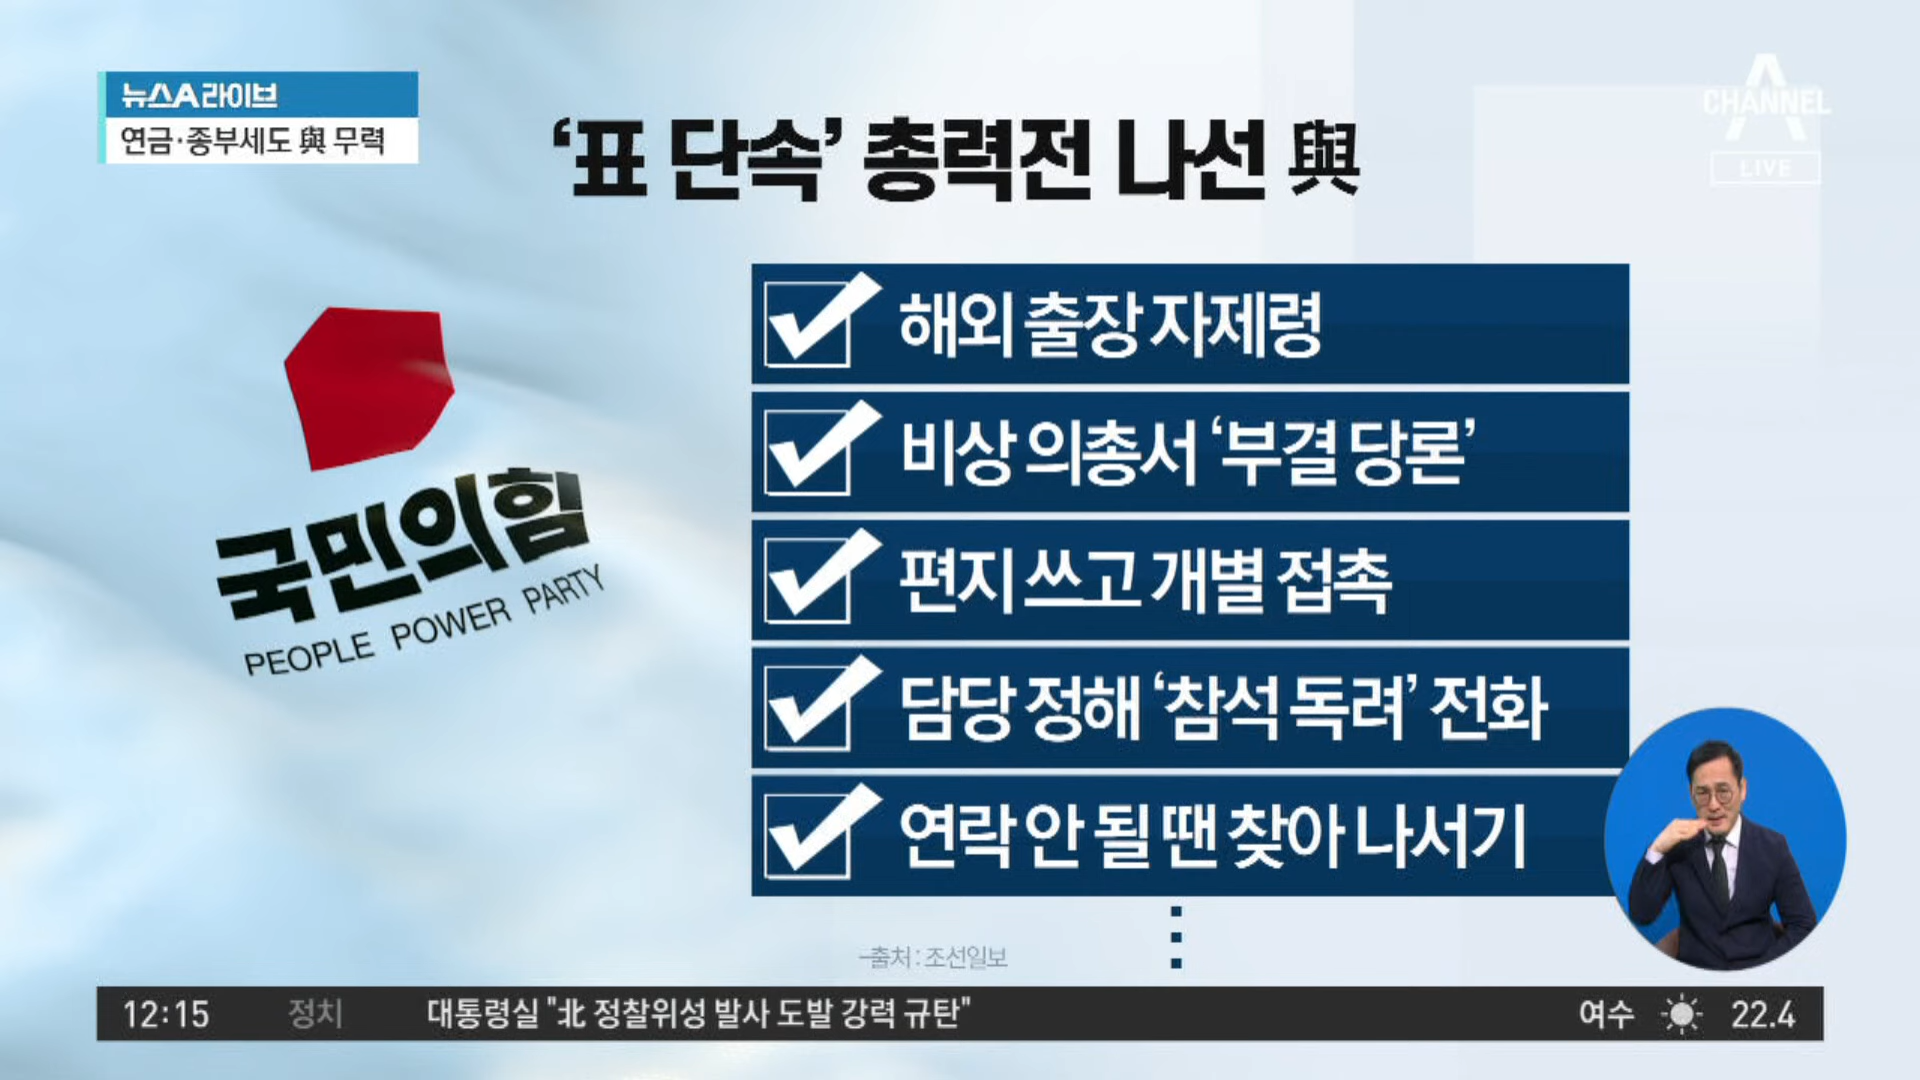 뉴스A라이브
연금·종부세도 與 무력
‘표 단속’ 총력전 나선 與
CHANNEL A
LIVE
해외 출장 자제령
비상 의총서 ‘부결 당론’
편지 쓰고 개별 접촉
담당 정해 ‘참석 독려’ 전화
연락 안 될 땐 찾아 나서기
국민의힘
PEOPLE POWER PARTY
-출처 : 조선일보
12:15 정치 대통령실 "北 정찰위성 발사 도발 강력 규탄" 여수 22.4